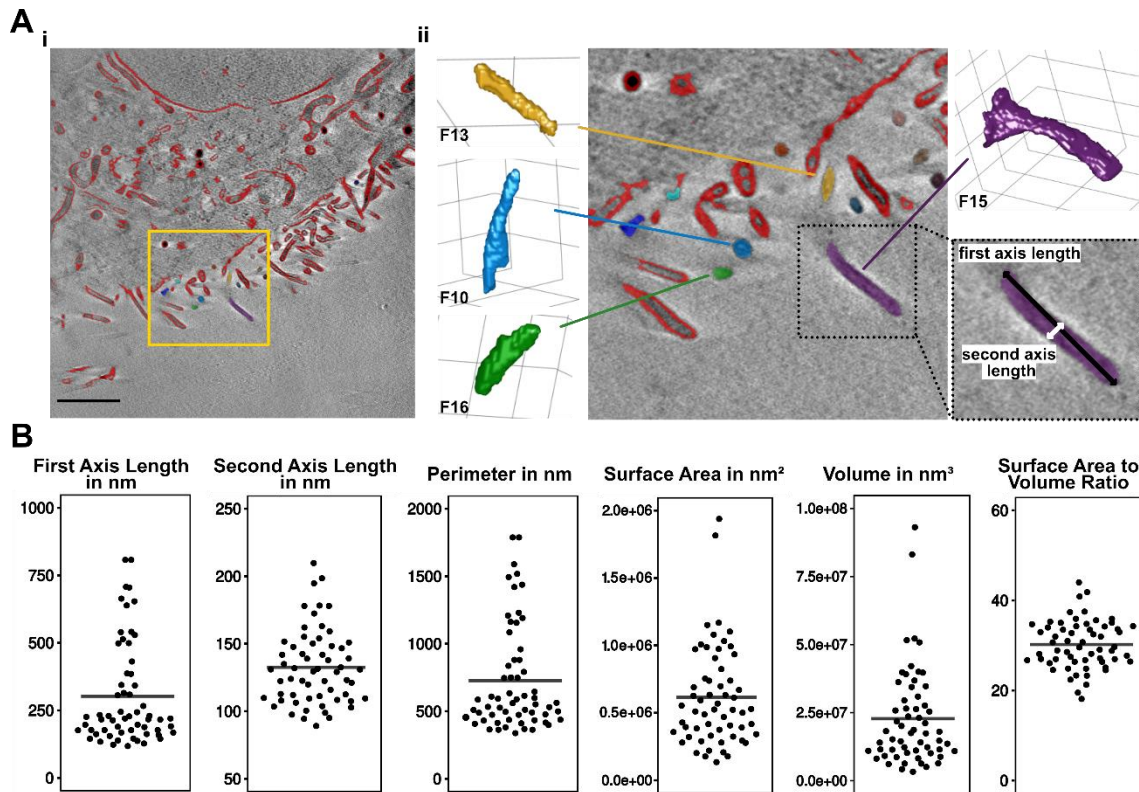 A
i
ii
F13
F10
F16
F15
first axis length
second axis
length
B
First Axis Length
in nm
1000
750
500
250
0
Second Axis Length
in nm
250
200
150
100
50
Perimeter in nm
2000
1500
1000
500
0
Surface Area in nm²
2.0e+06
1.5e+06
1.0e+06
5.0e+06
0.0e+00
Volume in nm³
1.0e+08
7.5e+07
5.0e+07
2.5e+07
0.0e+00
Surface Area to
Volume Ratio
60
40
20
0